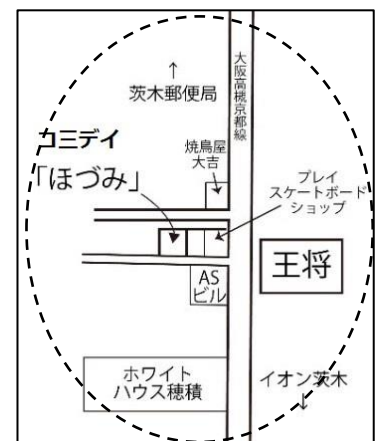 大阪高槻京都線
↑
茨木郵便局
コミデイ
「ほづみ」
焼鳥屋
大吉
プレイ
スケートボード
ショップ
王将
AS
ビル
ホワイト
ハウス穂積
イオン茨木
↓